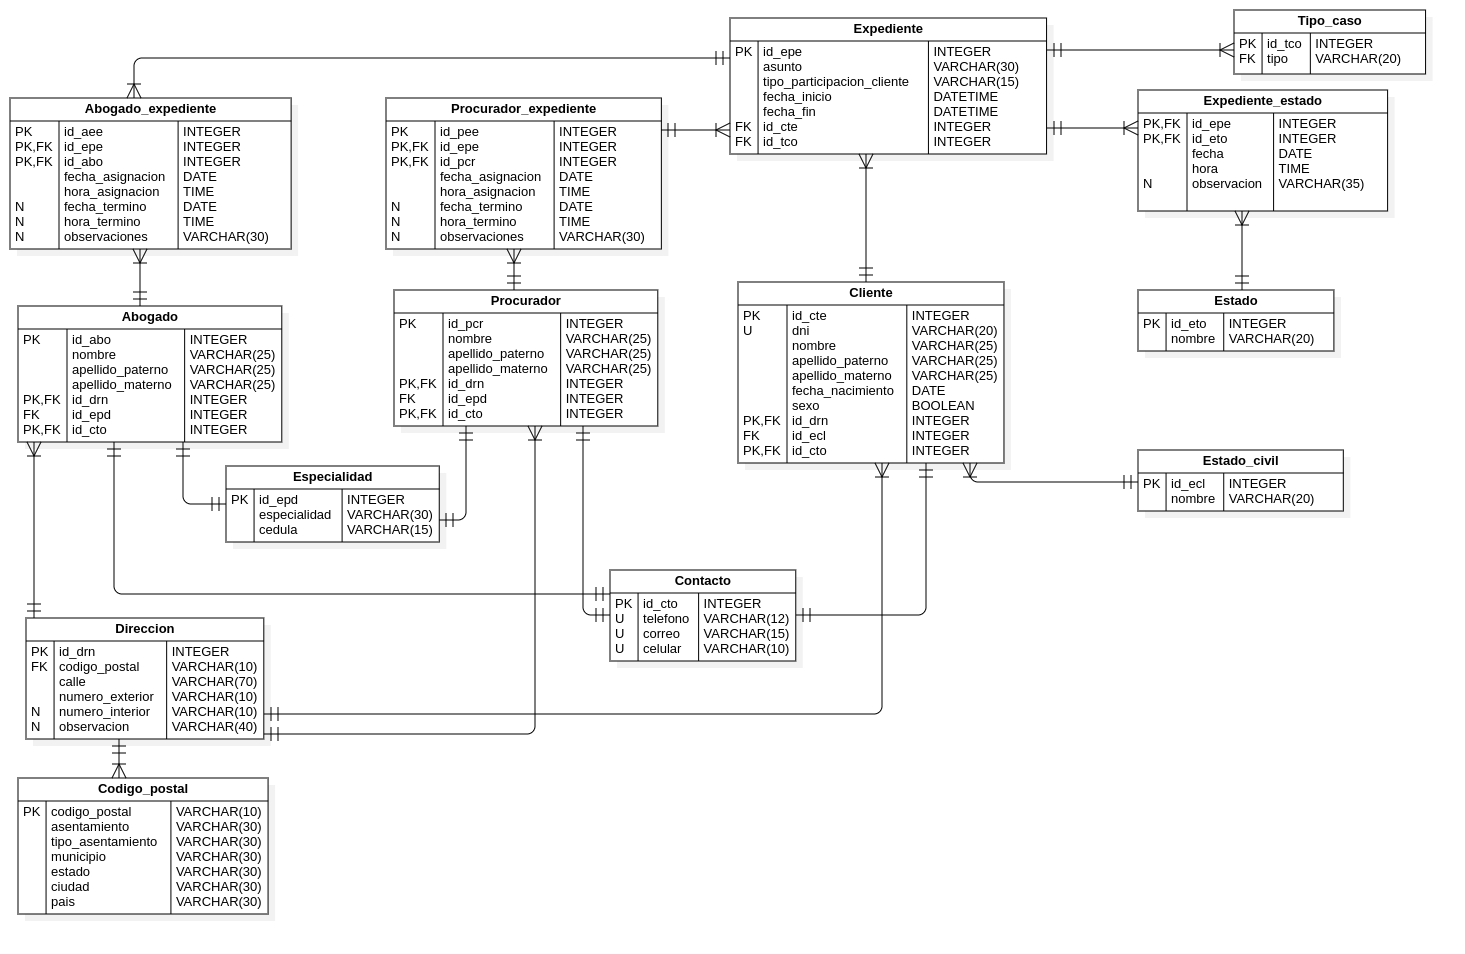 Expediente
PK id_epe INTEGER
asunto VARCHAR(30)
tipo_participacion_cliente VARCHAR(15)
fecha_inicio DATETIME
fecha_fin DATETIME
FK id_cte INTEGER
FK id_tco INTEGER
Tipo_caso
PK id_tco INTEGER
FK tipo VARCHAR(20)
Abogado_expediente
PK id_aee INTEGER
PK,FK id_epe INTEGER
PK,FK id_abo INTEGER
fecha_asignacion DATE
hora_asignacion TIME
N fecha_termino DATE
N hora_termino TIME
N observaciones VARCHAR(30)
Procurador_expediente
PK id_pee INTEGER
PK,FK id_epe INTEGER
PK,FK id_pcr INTEGER
fecha_asignacion DATE
hora_asignacion TIME
N fecha_termino DATE
N hora_termino TIME
N observaciones VARCHAR(30)
Expediente_estado
PK,FK id_epe INTEGER
PK,FK id_eto INTEGER
fecha DATE
hora TIME
N observacion VARCHAR(35)
Abogado
PK id_abo INTEGER
nombre VARCHAR(25)
apellido_paterno VARCHAR(25)
apellido_materno VARCHAR(25)
PK,FK id_drn INTEGER
FK id_epd INTEGER
PK,FK id_cto INTEGER
Procurador
PK id_pcr INTEGER
nombre VARCHAR(25)
apellido_paterno VARCHAR(25)
apellido_materno VARCHAR(25)
PK,FK id_drn INTEGER
FK id_epd INTEGER
PK,FK id_cto INTEGER
Cliente
PK id_cte INTEGER
U dni VARCHAR(20)
nombre VARCHAR(25)
apellido_paterno VARCHAR(25)
apellido_materno VARCHAR(25)
fecha_nacimiento DATE
sexo BOOLEAN
PK,FK id_drn INTEGER
FK id_ecl INTEGER
PK,FK id_cto INTEGER
Estado
PK id_eto INTEGER
nombre VARCHAR(20)
Especialidad
PK id_epd INTEGER
especialidad VARCHAR(30)
cedula VARCHAR(15)
Estado_civil
PK id_ecl INTEGER
nombre VARCHAR(20)
Contacto
PK id_cto INTEGER
U telefono VARCHAR(12)
U correo VARCHAR(15)
U celular VARCHAR(10)
Direccion
PK id_drn INTEGER
FK codigo_postal VARCHAR(10)
calle VARCHAR(70)
numero_exterior VARCHAR(10)
N numero_interior VARCHAR(10)
N observacion VARCHAR(40)
Codigo_postal
PK codigo_postal VARCHAR(10)
asentamiento VARCHAR(30)
tipo_asentamiento VARCHAR(30)
municipio VARCHAR(30)
estado VARCHAR(30)
ciudad VARCHAR(30)
pais VARCHAR(30)